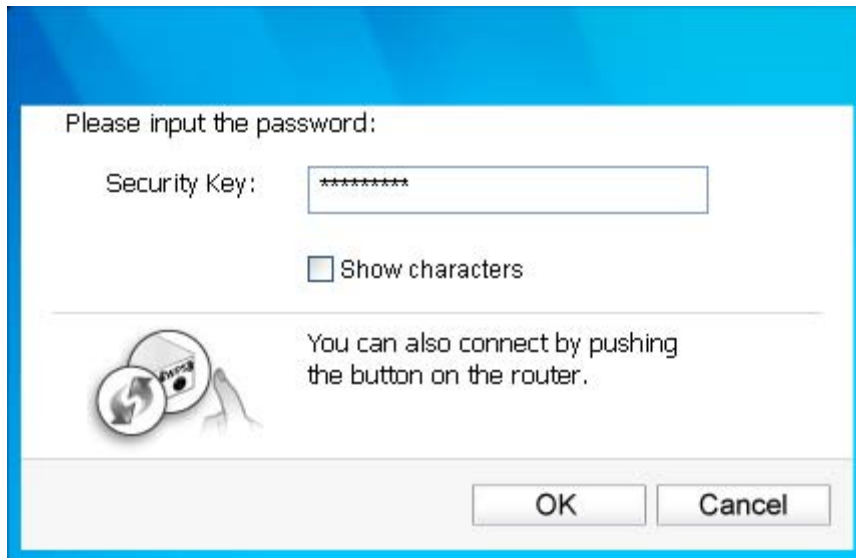 Please input the password:
Security Key:
*********
Show characters
WPS
You can also connect by pushing
the button on the router.
OK
Cancel